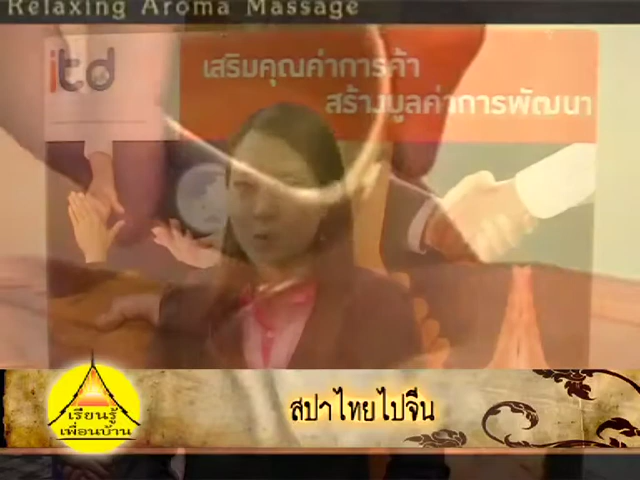 Relaxing Aroma Massage
itd
เสริมคุณค่าการค้า
สร้างมูลค่าการพัฒนา
สปาไทยไปจีน
เรียนรู้
เพื่อนบ้าน